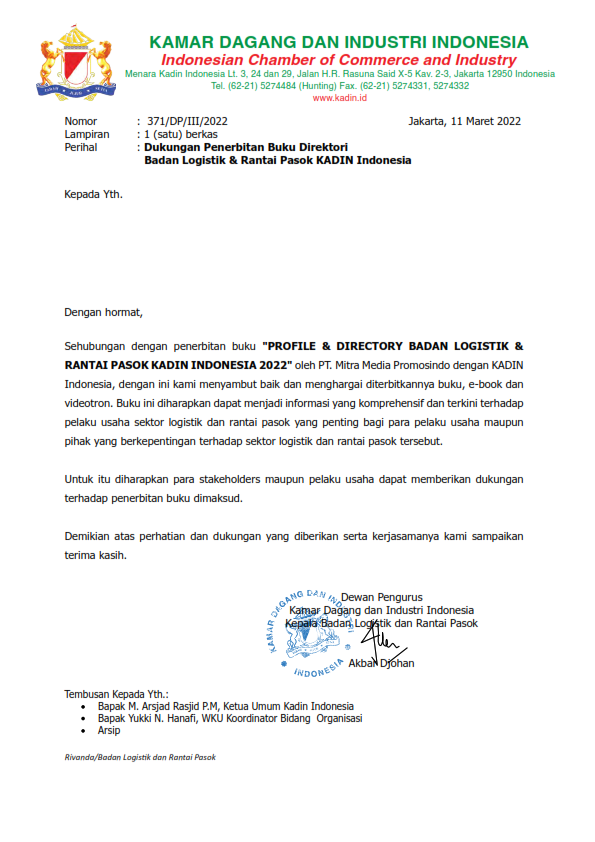 KAMAR DAGANG DAN INDUSTRI INDONESIA
Indonesian Chamber of Commerce and Industry
Menara Kadin Indonesia Lt. 3, 24 dan 29, Jalan H.R. Rasuna Said X-5 Kav. 2-3, Jakarta 12950 Indonesia
Tel. (62-21) 5274484 (Hunting) Fax. (62-21) 5274331, 5274332
www.kadin.id
Nomor : 371/DP/III/2022 Jakarta, 11 Maret 2022
Lampiran : 1 (satu) berkas
Perihal : Dukungan Penerbitan Buku Direktori
Badan Logistik & Rantai Pasok KADIN Indonesia
Kepada Yth.
Dengan hormat,
Sehubungan dengan penerbitan buku "PROFILE & DIRECTORY BADAN LOGISTIK &
RANTAI PASOK KADIN INDONESIA 2022" oleh PT. Mitra Media Promosindo dengan KADIN
Indonesia, dengan ini kami menyambut baik dan menghargai diterbitkannya buku, e-book dan
videotron. Buku ini diharapkan dapat menjadi informasi yang komprehensif dan terkini terhadap
pelaku usaha sektor logistik dan rantai pasok yang penting bagi para pelaku usaha maupun
pihak yang berkepentingan terhadap sektor logistik dan rantai pasok tersebut.
Untuk itu diharapkan para stakeholders maupun pelaku usaha dapat memberikan dukungan
terhadap penerbitan buku dimaksud.
Demikian atas perhatian dan dukungan yang diberikan serta kerjasamanya kami sampaikan
terima kasih.
Dewan Pengurus
Kamar Dagang dan Industri Indonesia
Kepala Badan Logistik dan Rantai Pasok
KAMAR DAGANG DAN INDUSTRI
INDONESIA
Akbar Djohan
Tembusan Kepada Yth.:
• Bapak M. Arsjad Rasjid P.M, Ketua Umum Kadin Indonesia
• Bapak Yukki N. Hanafi, WKU Koordinator Bidang Organisasi
• Arsip
Rivanda/Badan Logistik dan Rantai Pasok